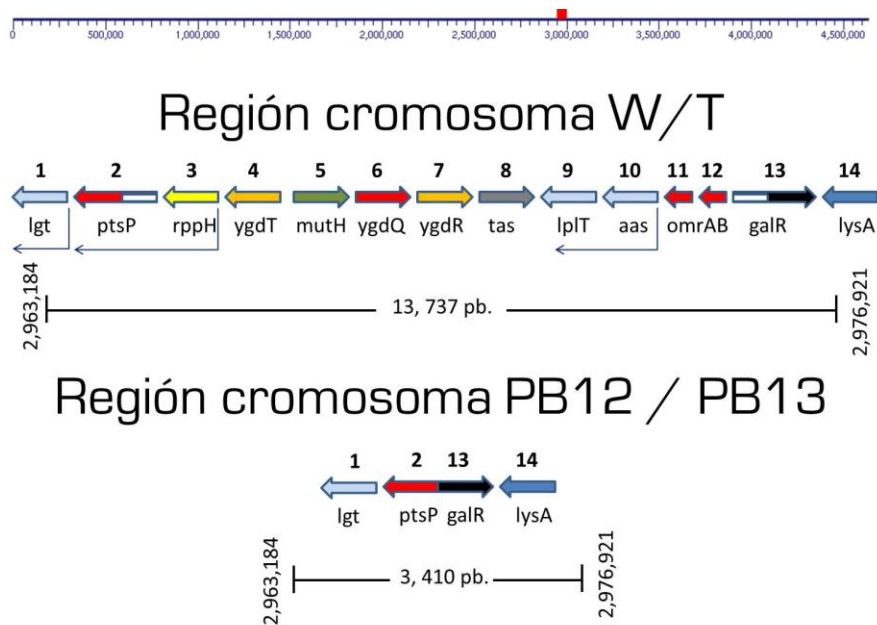 0 500,000 1,000,000 1,500,000 2,000,000 2,500,000 3,000,000 3,500,000 4,000,000 4,500,000
Región cromosoma W/T
1 2 3 4 5 6 7 8 9 10 11 12 13 14
lgt ptsP rppH ygdT mutH ygdQ ygdR tas lplT aas omrAB galR lysA
2,963,184
13, 737 pb.
2,976,921
Región cromosoma PB12 / PB13
1 2 13 14
lgt ptsP galR lysA
2,963,184
3, 410 pb.
2,976,921